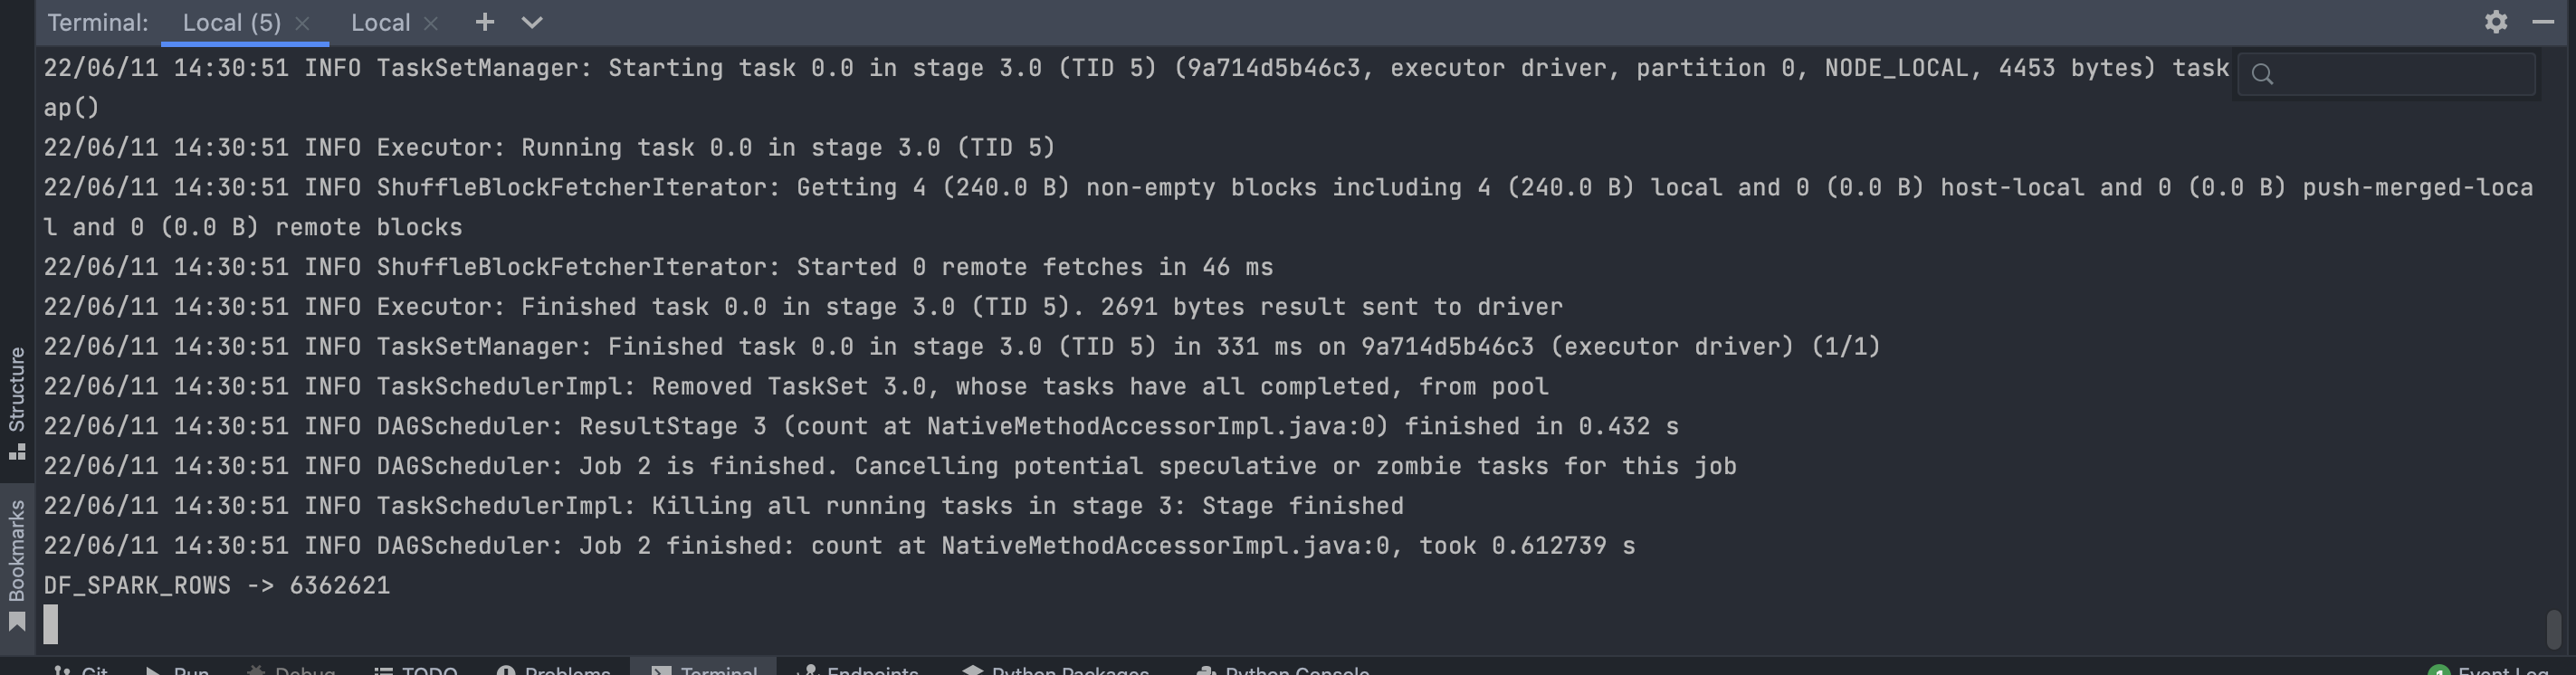 Terminal: Local (5) Local
22/06/11 14:30:51 INFO TaskSetManager: Starting task 0.0 in stage 3.0 (TID 5) (9a714d5b46c3, executor driver, partition 0, NODE_LOCAL, 4453 bytes) task
ap()
22/06/11 14:30:51 INFO Executor: Running task 0.0 in stage 3.0 (TID 5)
22/06/11 14:30:51 INFO ShuffleBlockFetcherIterator: Getting 4 (240.0 B) non-empty blocks including 4 (240.0 B) local and 0 (0.0 B) host-local and 0 (0.0 B) push-merged-loca
l and 0 (0.0 B) remote blocks
22/06/11 14:30:51 INFO ShuffleBlockFetcherIterator: Started 0 remote fetches in 46 ms
22/06/11 14:30:51 INFO Executor: Finished task 0.0 in stage 3.0 (TID 5). 2691 bytes result sent to driver
22/06/11 14:30:51 INFO TaskSetManager: Finished task 0.0 in stage 3.0 (TID 5) in 331 ms on 9a714d5b46c3 (executor driver) (1/1)
22/06/11 14:30:51 INFO TaskSchedulerImpl: Removed TaskSet 3.0, whose tasks have all completed, from pool
22/06/11 14:30:51 INFO DAGScheduler: ResultStage 3 (count at NativeMethodAccessorImpl.java:0) finished in 0.432 s
22/06/11 14:30:51 INFO DAGScheduler: Job 2 is finished. Cancelling potential speculative or zombie tasks for this job
22/06/11 14:30:51 INFO TaskSchedulerImpl: Killing all running tasks in stage 3: Stage finished
22/06/11 14:30:51 INFO DAGScheduler: Job 2 finished: count at NativeMethodAccessorImpl.java:0, took 0.612739 s
DF_SPARK_ROWS -> 6362621
Structure
Bookmarks
Git Run Debug TODO Problems Terminal Endpoints Python Packages Python Console 1 Event Log